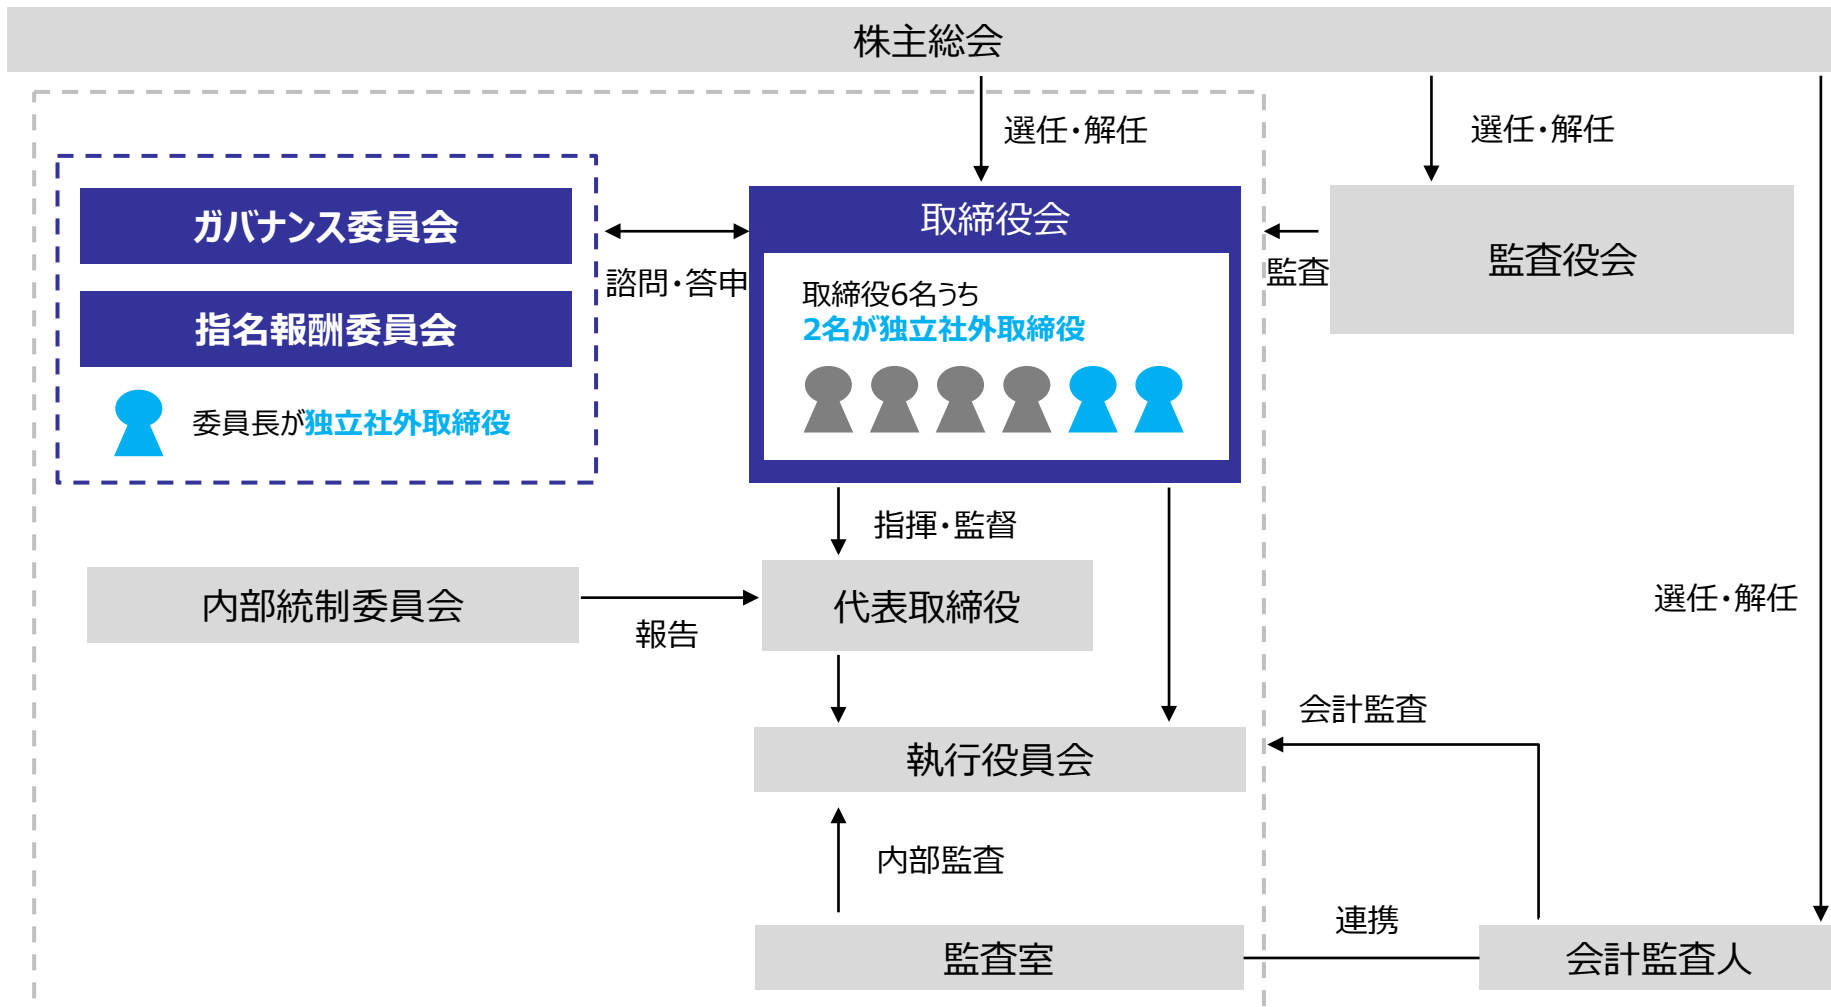 株主総会
選任・解任
選任・解任
ガバナンス委員会
指名報酬委員会
委員長が独立社外取締役
諮問・答申
取締役会
取締役6名うち
2名が独立社外取締役
監査
監査役会
指揮・監督
内部統制委員会
報告
代表取締役
選任・解任
会計監査
執行役員会
内部監査
連携
監査室
会計監査人